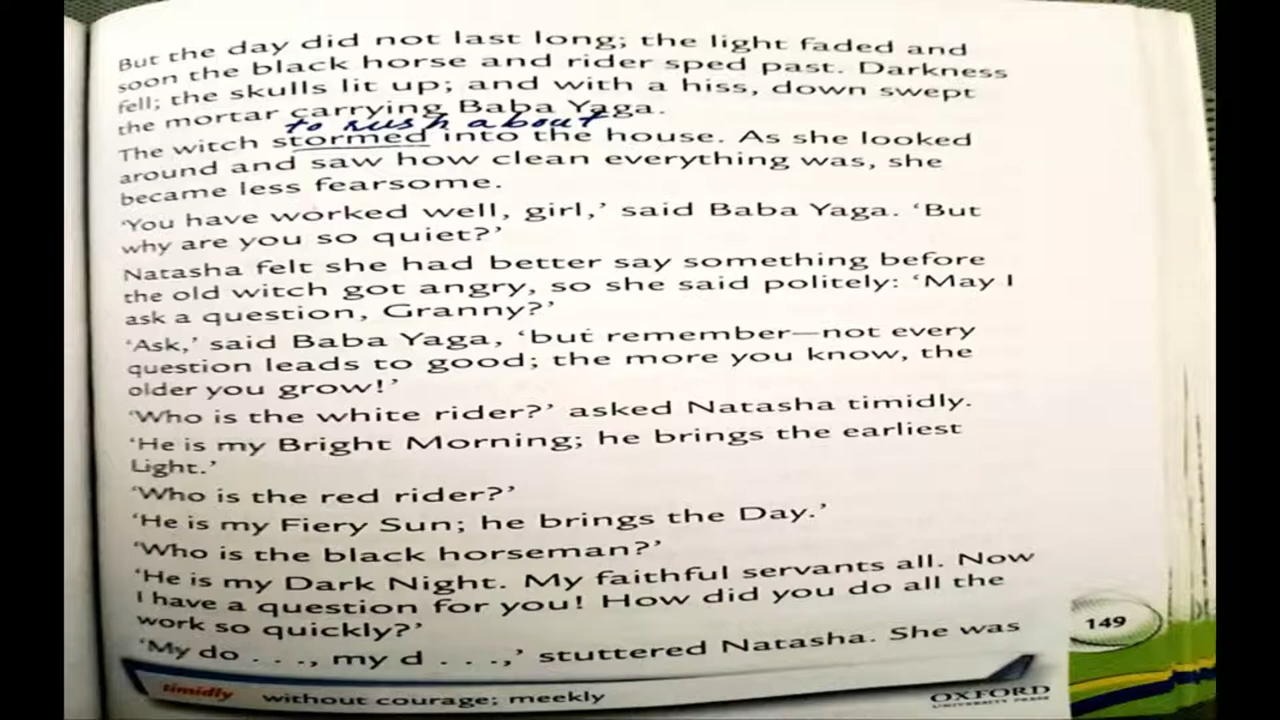 But the day did not last long; the light faded and
soon the black horse and rider sped past. Darkness
fell; the skulls lit up; and with a hiss, down swept
the mortar carrying Baba Yaga.
to rush about
The witch stormed into the house. As she looked
around and saw how clean everything was, she
became less fearsome.
‘You have worked well, girl,’ said Baba Yaga. ‘But
why are you so quiet?’
Natasha felt she had better say something before
the old witch got angry, so she said politely: ‘May I
ask a question, Granny?’
‘Ask,’ said Baba Yaga, ‘but remember—not every
question leads to good; the more you know, the
older you grow!’
‘Who is the white rider?’ asked Natasha timidly.
‘He is my Bright Morning; he brings the earliest
Light.’
‘Who is the red rider?’
‘He is my Fiery Sun; he brings the Day.’
‘Who is the black horseman?’
‘He is my Dark Night. My faithful servants all. Now
I have a question for you! How did you do all the
work so quickly?’
‘My do . . ., my d . . .,’ stuttered Natasha. She was
149
timidly without courage; meekly
OXFORD
UNIVERSITY PRESS